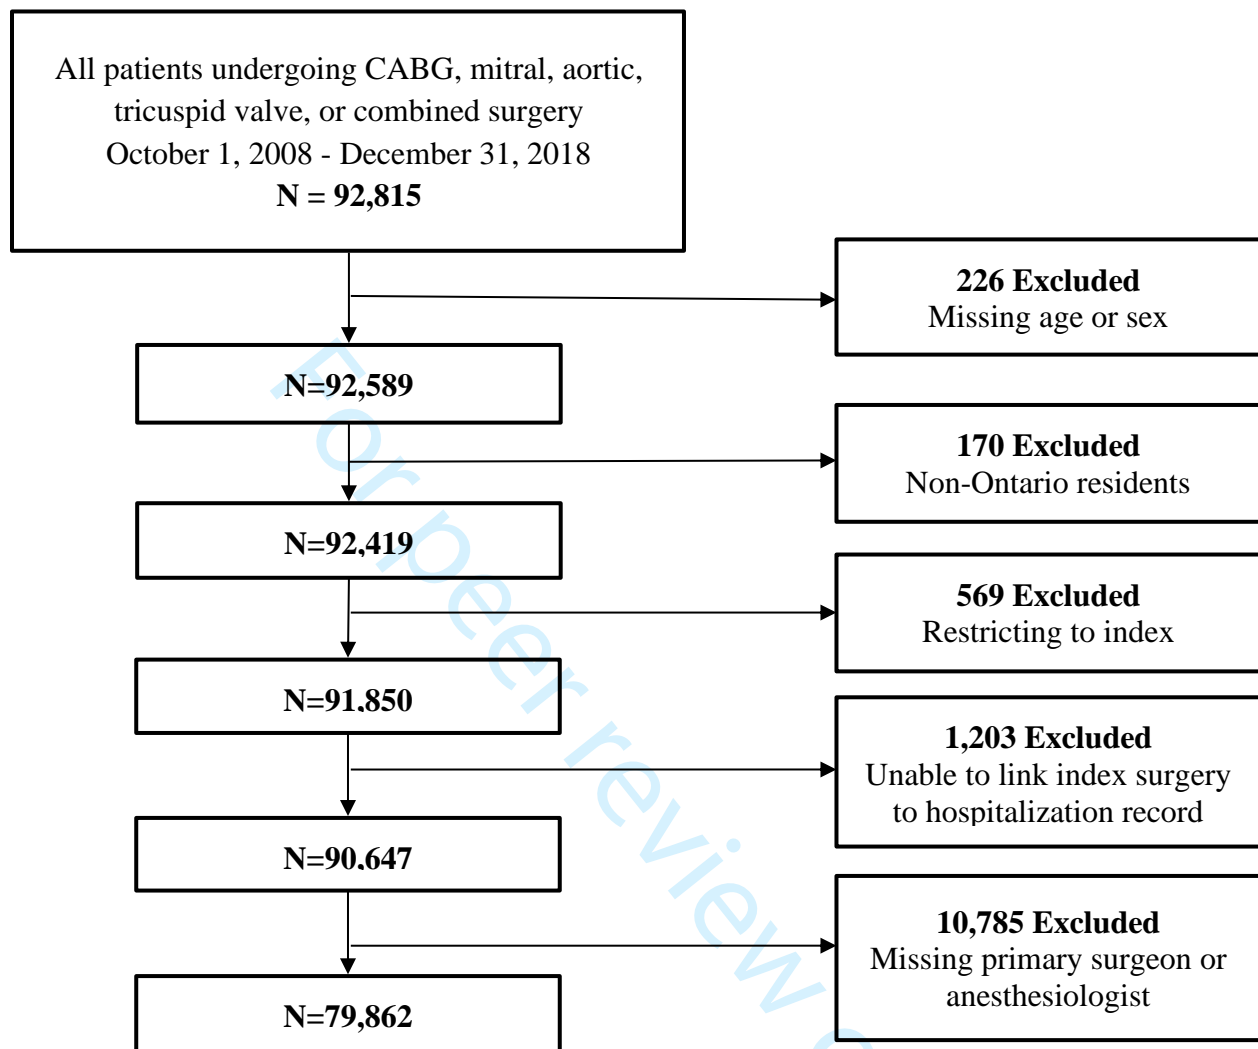 All patients undergoing CABG, mitral, aortic,
tricuspid valve, or combined surgery
October 1, 2008 - December 31, 2018
N = 92,815
226 Excluded
Missing age or sex
N=92,589
170 Excluded
Non-Ontario residents
N=92,419
569 Excluded
Restricting to index
N=91,850
1,203 Excluded
Unable to link index surgery
to hospitalization record
N=90,647
10,785 Excluded
Missing primary surgeon or
anesthesiologist
N=79,862
For peer review